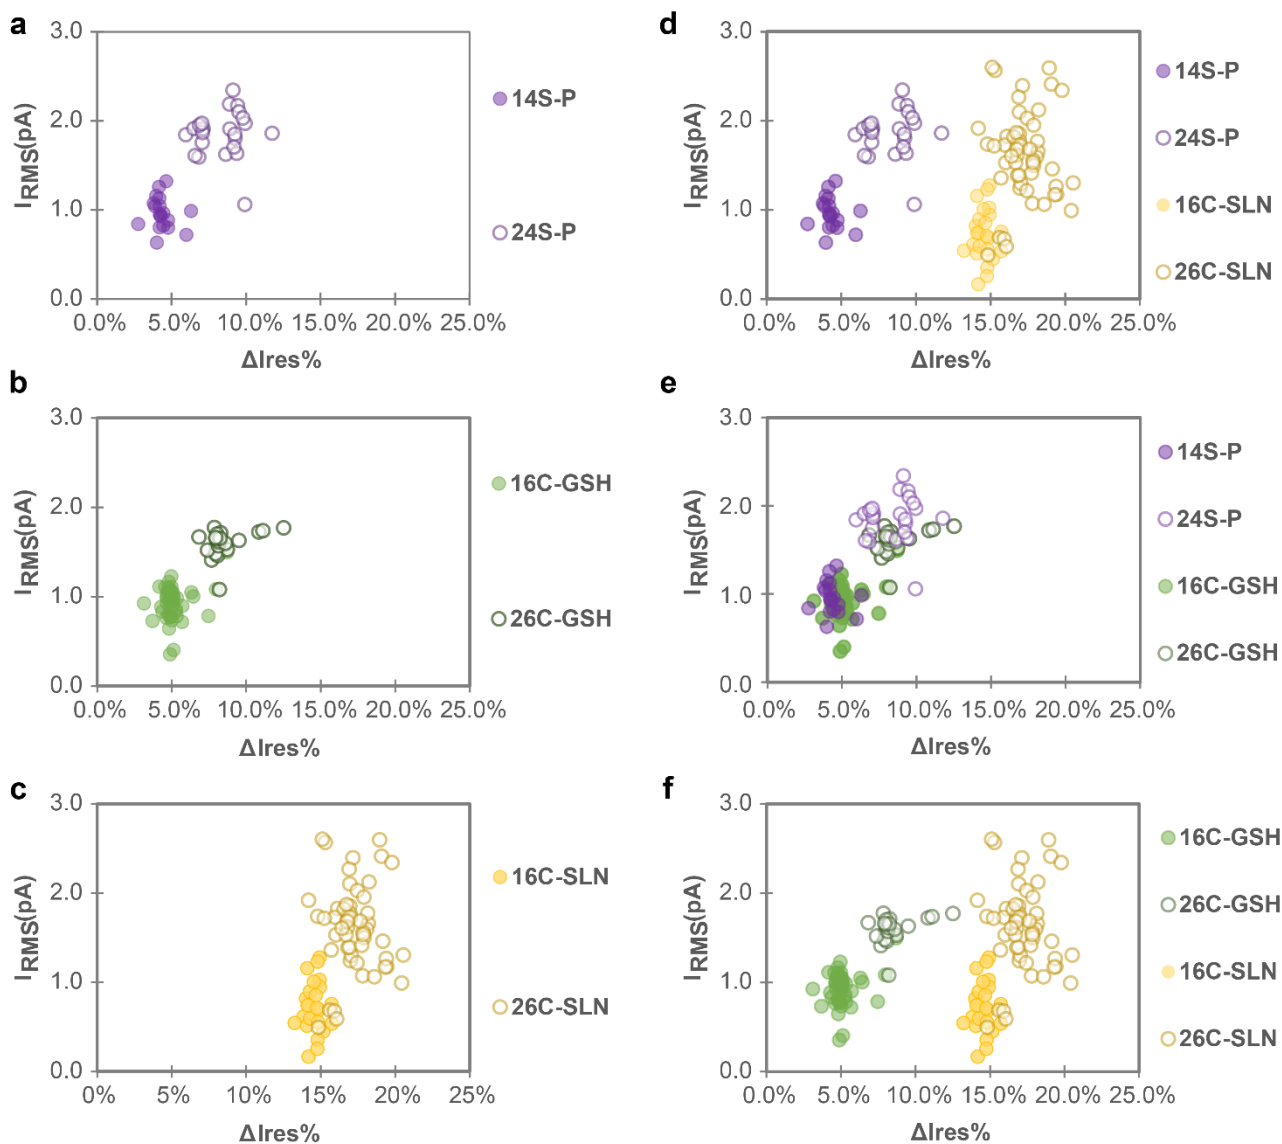 a
3.0
2.0
1.0
0.0
IRMS(pA)
0.0% 5.0% 10.0% 15.0% 20.0% 25.0%
ΔIres%
14S-P
24S-P
d
3.0
2.0
1.0
0.0
IRMS(pA)
0.0% 5.0% 10.0% 15.0% 20.0% 25.0%
ΔIres%
14S-P
24S-P
16C-SLN
26C-SLN
b
3.0
2.0
1.0
0.0
IRMS(pA)
0.0% 5.0% 10.0% 15.0% 20.0% 25.0%
ΔIres%
16C-GSH
26C-GSH
e
3.0
2.0
1.0
0.0
IRMS(pA)
0.0% 5.0% 10.0% 15.0% 20.0% 25.0%
ΔIres%
14S-P
24S-P
16C-GSH
26C-GSH
c
3.0
2.0
1.0
0.0
IRMS(pA)
0% 5% 10% 15% 20% 25%
ΔIres%
16C-SLN
26C-SLN
f
3.0
2.0
1.0
0.0
IRMS(pA)
0.0% 5.0% 10.0% 15.0% 20.0% 25.0%
ΔIres%
16C-GSH
26C-GSH
16C-SLN
26C-SLN